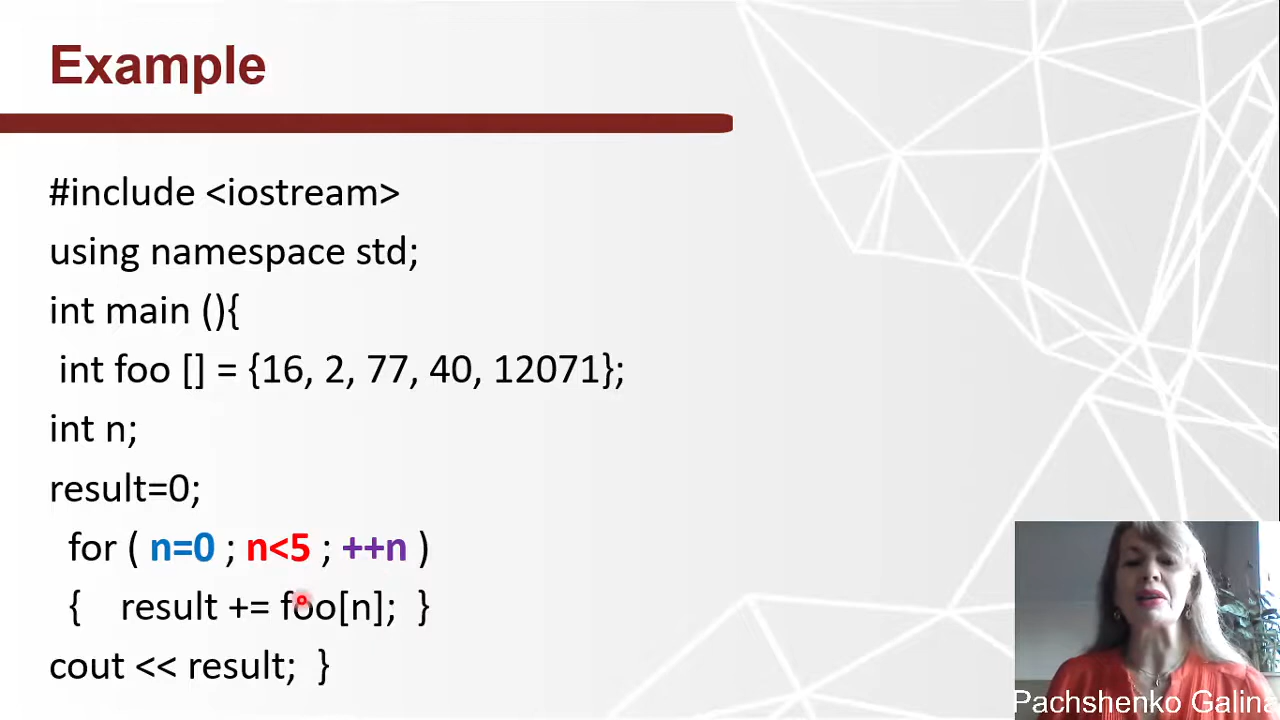 Example
#include <iostream>
using namespace std;
int main (){
int foo [] = {16, 2, 77, 40, 12071};
int n;
result=0;
for ( n=0 ; n<5 ; ++n )
{ result += foo[n]; }
cout << result; }
Pachshenko Galina